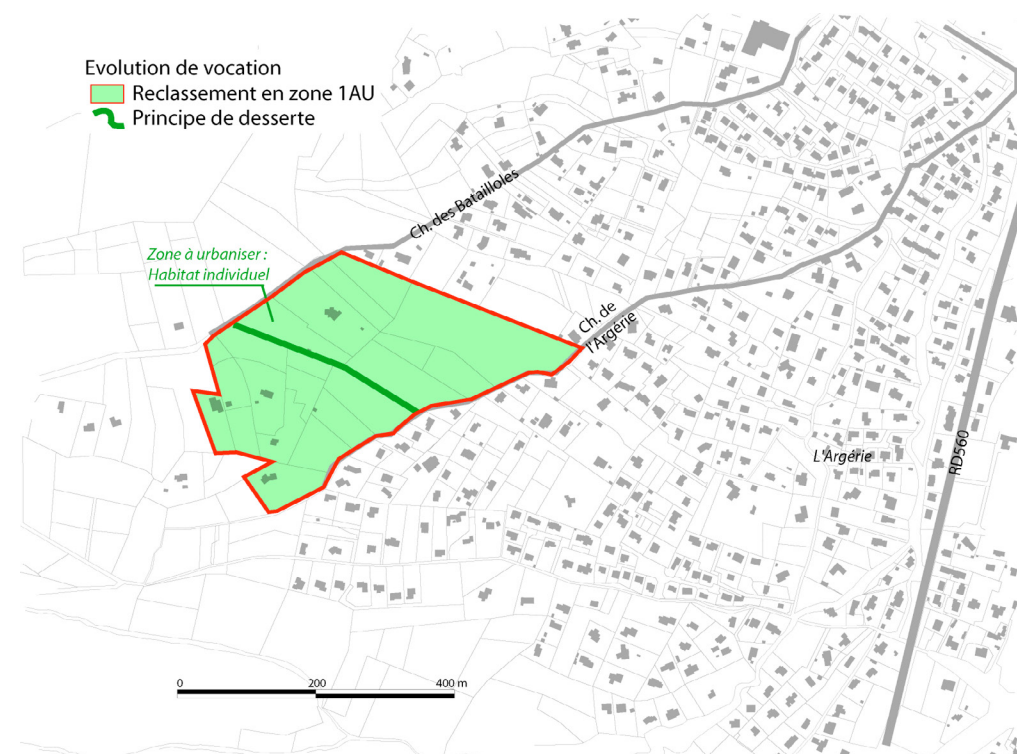 Evolution de vocation
Reclassement en zone 1AU
Principe de desserte
Ch. des Batailloles
Zone à urbaniser :
Habitat individuel
Ch. de
l'Argérie
L'Argérie
RD560
0 200 400 m